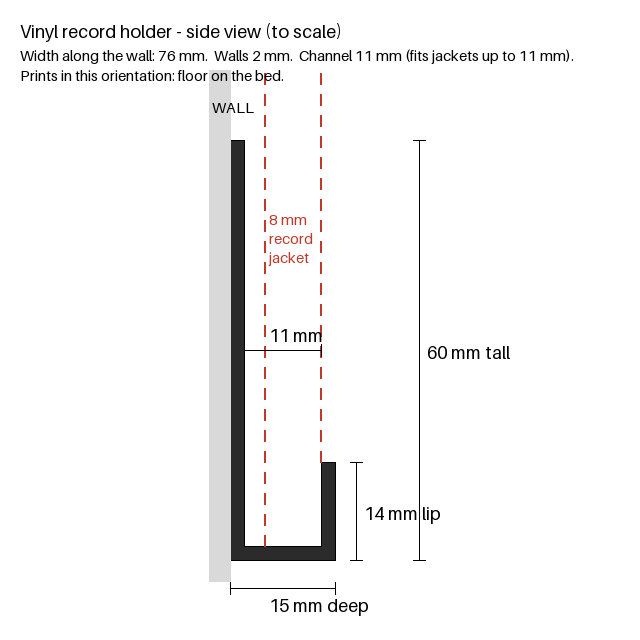 Vinyl record holder - side view (to scale)
Width along the wall: 76 mm.  Walls 2 mm.  Channel 11 mm (fits jackets up to 11 mm).
Prints in this orientation: floor on the bed.
WALL
8 mm
record
jacket
11 mm
60 mm tall
14 mm lip
15 mm deep